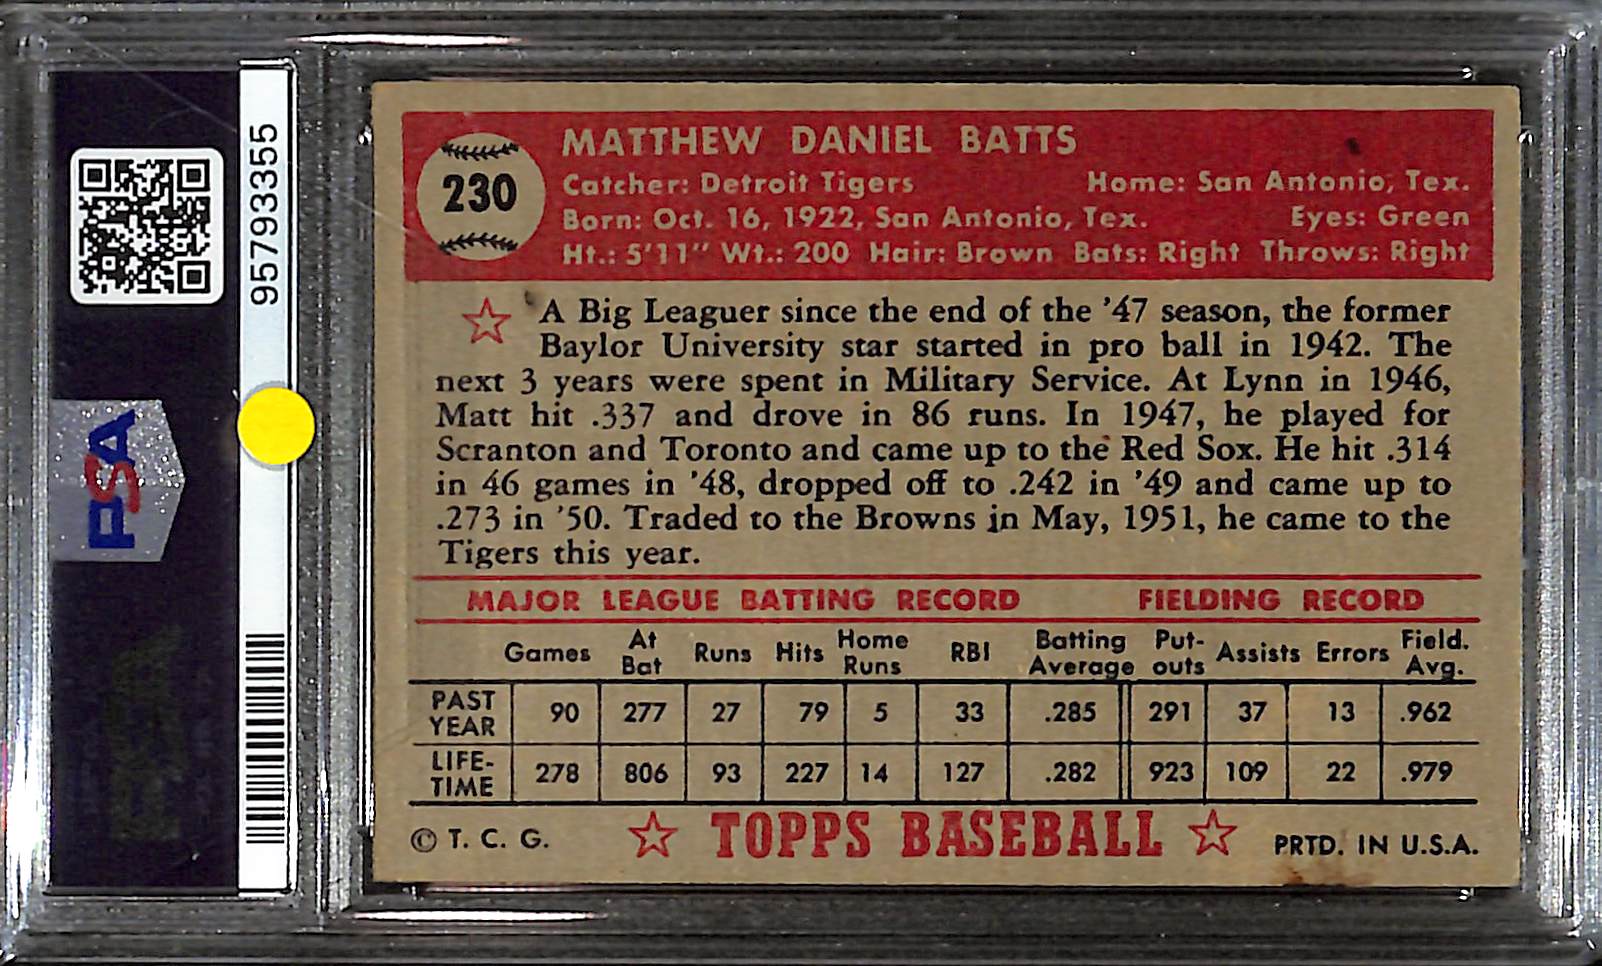 95793355
PSA
230
MATTHEW DANIEL BATTS
Catcher: Detroit Tigers Home: San Antonio, Tex.
Born: Oct. 16, 1922, San Antonio, Tex. Eyes: Green
Ht.: 5'11" Wt.: 200 Hair: Brown Bats: Right Throws: Right
A Big Leaguer since the end of the '47 season, the former
Baylor University star started in pro ball in 1942. The
next 3 years were spent in Military Service. At Lynn in 1946,
Matt hit .337 and drove in 86 runs. In 1947, he played for
Scranton and Toronto and came up to the Red Sox. He hit .314
in 46 games in '48, dropped off to .242 in '49 and came up to
.273 in '50. Traded to the Browns in May, 1951, he came to the
Tigers this year.
MAJOR LEAGUE BATTING RECORD FIELDING RECORD
Games At Bat Runs Hits Home Runs RBI Batting Average Put-outs Assists Errors Field. Avg.
PAST YEAR 90 277 27 79 5 33 .285 291 37 13 .962
LIFE-TIME 278 806 93 227 14 127 .282 923 109 22 .979
© T. C. G. TOPPS BASEBALL PRTD. IN U.S.A.